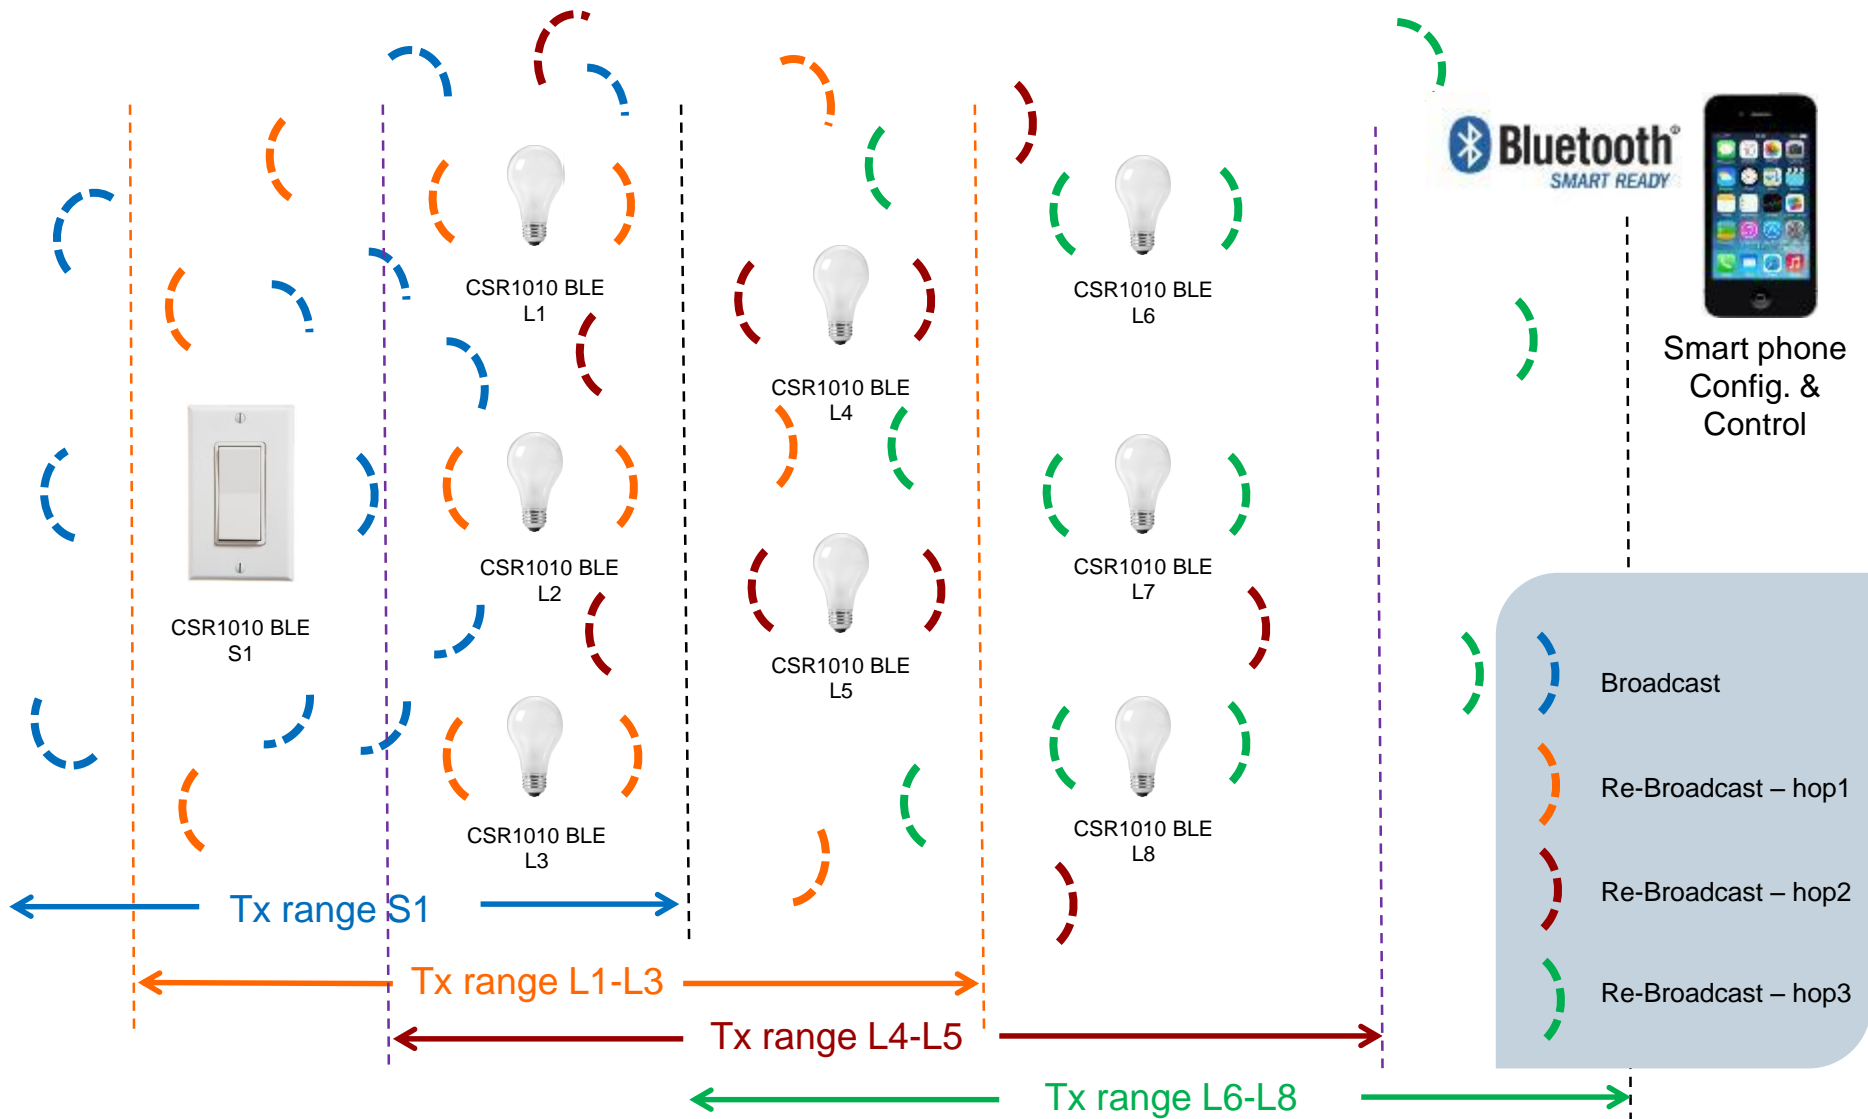 Bluetooth®
SMART READY
CSR1010 BLE
L1
CSR1010 BLE
L6
Smart phone
Config. &
Control
CSR1010 BLE
L4
CSR1010 BLE
L2
CSR1010 BLE
L7
CSR1010 BLE
S1
CSR1010 BLE
L5
CSR1010 BLE
L3
CSR1010 BLE
L8
Broadcast
Re-Broadcast – hop1
Re-Broadcast – hop2
Re-Broadcast – hop3
Tx range S1
Tx range L1-L3
Tx range L4-L5
Tx range L6-L8